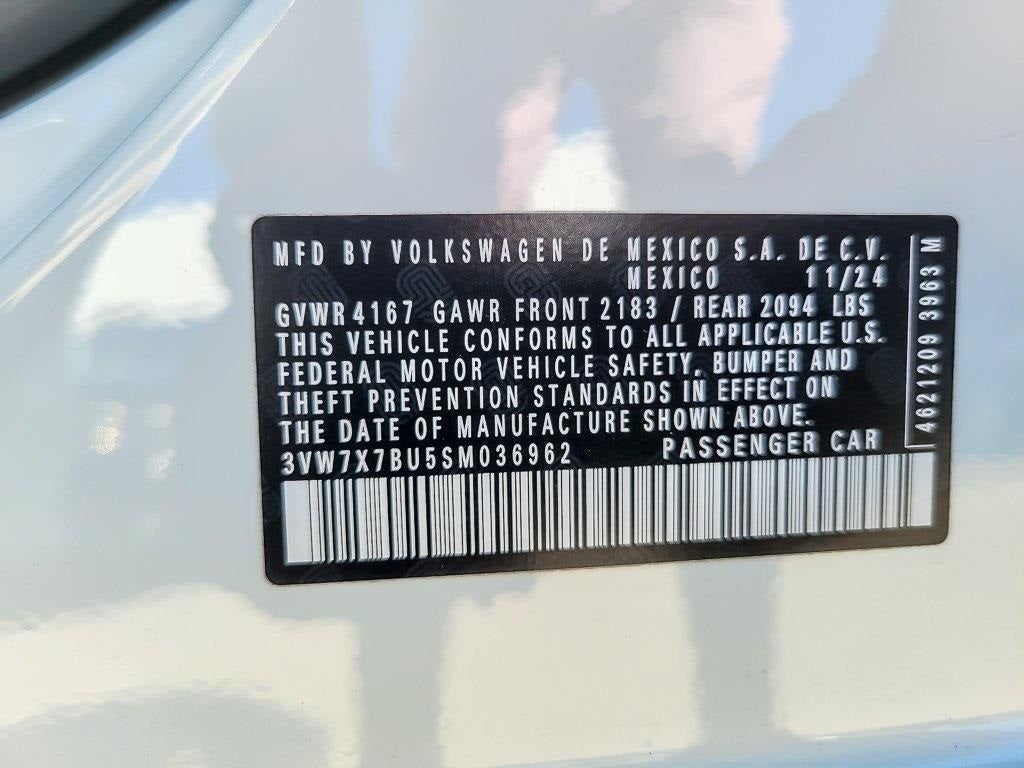 MFD BY VOLKSWAGEN DE MEXICO S.A. DE C.V.
MEXICO 11/24
GVWR 4167 GAWR FRONT 2183 / REAR 2094 LBS
THIS VEHICLE CONFORMS TO ALL APPLICABLE U.S.
FEDERAL MOTOR VEHICLE SAFETY, BUMPER AND
THEFT PREVENTION STANDARDS IN EFFECT ON
THE DATE OF MANUFACTURE SHOWN ABOVE.
3VW7X7BU5SM036962 PASSENGER CAR
4621209 3963 M